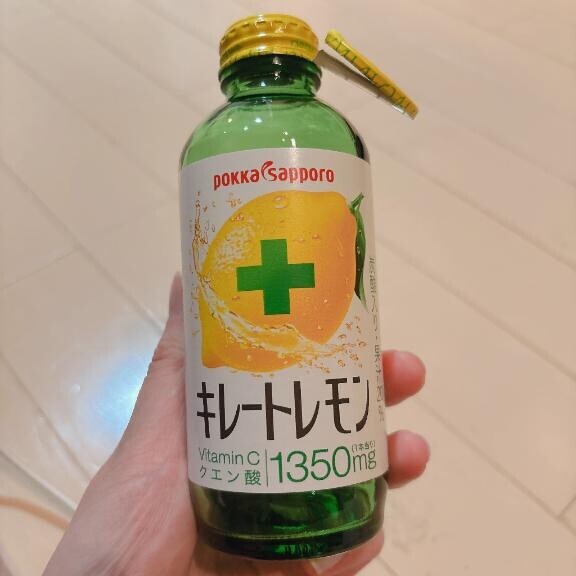 pokka sapporo
キレートレモン
Vitamin C
クエン酸
1350mg
(1本当り)